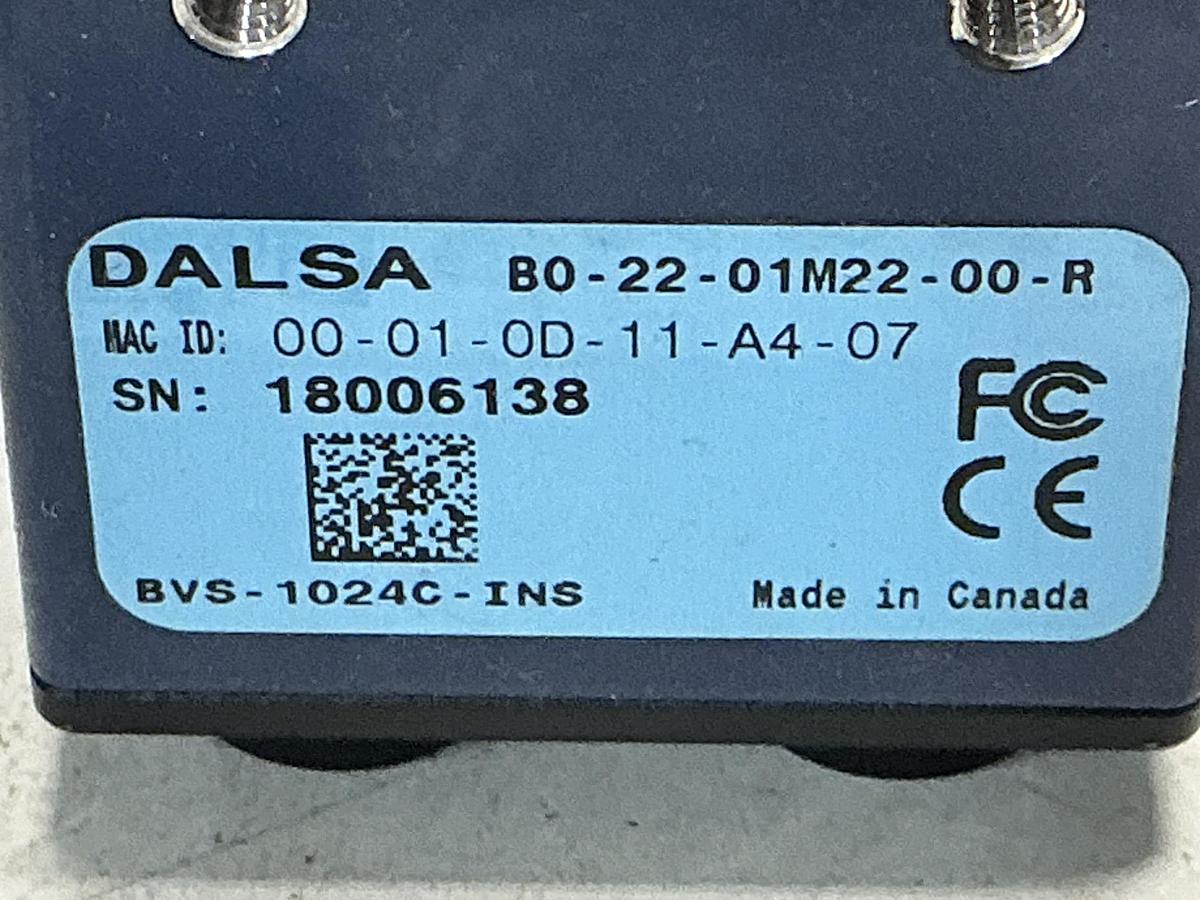 DALSA B0-22-01M22-00-R
MAC ID: 00-01-0D-11-A4-07
SN: 18006138
FC
CE
BVS-1024C-INS Made in Canada